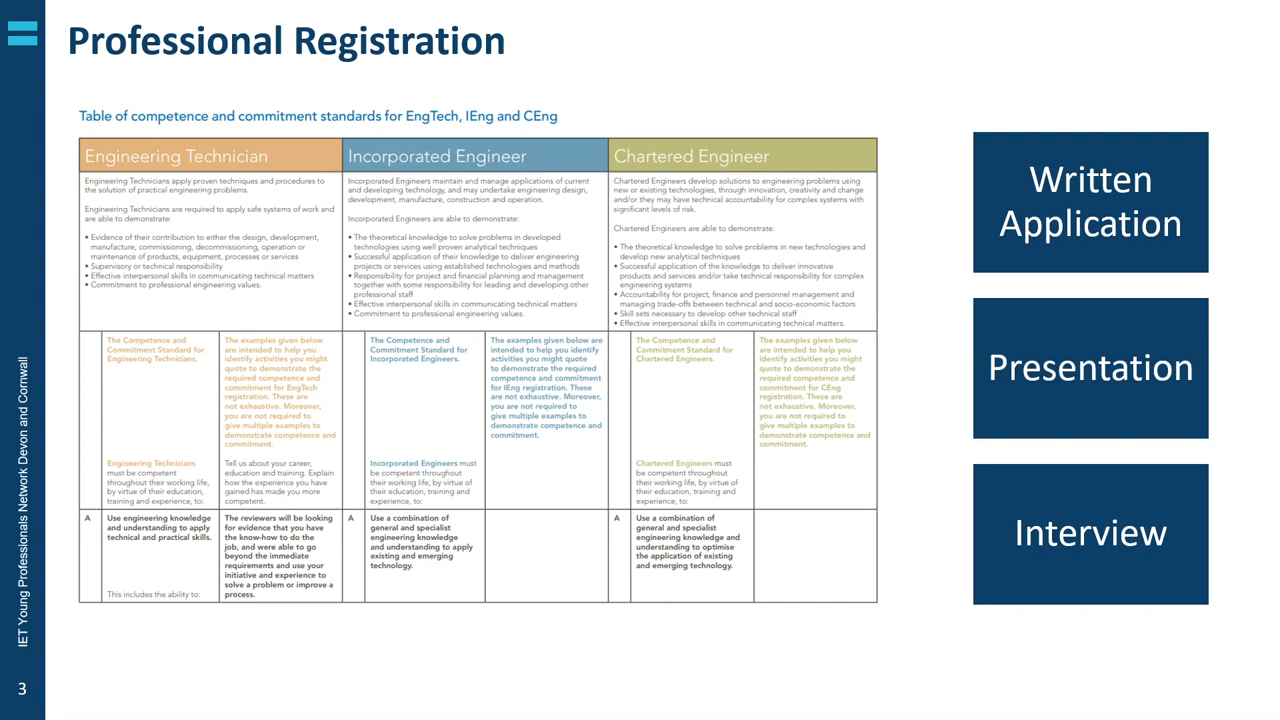 Professional Registration
Table of competence and commitment standards for EngTech, IEng and CEng
Engineering Technician
Engineering Technicians apply proven techniques and procedures to
the solution of practical engineering problems.
Engineering Technicians are required to apply safe systems of work and
are able to demonstrate:
• Evidence of their contribution to either the design, development,
manufacture, commissioning, decommissioning, operation or
maintenance of products, equipment, processes or services
• Supervisory or technical responsibility
• Effective interpersonal skills in communicating technical matters
• Commitment to professional engineering values.
Incorporated Engineer
Incorporated Engineers maintain and manage applications of current
and developing technology, and may undertake engineering design,
development, manufacture, construction and operation.
Incorporated Engineers are able to demonstrate:
• The theoretical knowledge to solve problems in developed
technologies using well proven analytical techniques
• Successful application of their knowledge to deliver engineering
projects or services using established technologies and methods
• Responsibility for project and financial planning and management
together with some responsibility for leading and developing other
professional staff
• Effective interpersonal skills in communicating technical matters
• Commitment to professional engineering values.
Chartered Engineer
Chartered Engineers develop solutions to engineering problems using
new or existing technologies, through innovation, creativity and change
and/or they may have technical accountability for complex systems with
significant levels of risk.
Chartered Engineers are able to demonstrate:
• The theoretical knowledge to solve problems in new technologies and
develop new analytical techniques
• Successful application of the knowledge to deliver innovative
products and services and/or take technical responsibility for complex
engineering systems
• Accountability for project, finance and personnel management and
managing trade-offs between technical and socio-economic factors
• Skill sets necessary to develop other technical staff
• Effective interpersonal skills in communicating technical matters.
The Competence and
Commitment Standard for
Engineering Technicians.
Engineering Technicians
must be competent
throughout their working life,
by virtue of their education,
training and experience, to:
The examples given below
are intended to help you
identify activities you might
quote to demonstrate the
required competence and
commitment for EngTech
registration. These are
not exhaustive. Moreover,
you are not required to
give multiple examples to
demonstrate competence and
commitment.
Tell us about your career,
education and training. Explain
how the experience you have
gained has made you more
competent.
The Competence and
Commitment Standard for
Incorporated Engineers.
Incorporated Engineers must
be competent throughout
their working life, by virtue of
their education, training and
experience, to:
The examples given below are
intended to help you identify
activities you might quote
to demonstrate the required
competence and commitment
for IEng registration. These
are not exhaustive. Moreover,
you are not required to
give multiple examples to
demonstrate competence and
commitment.
The Competence and
Commitment Standard for
Chartered Engineers.
Chartered Engineers must
be competent throughout
their working life, by virtue of
their education, training and
experience, to:
The examples given below
are intended to help you
identify activities you might
quote to demonstrate the
required competence and
commitment for CEng
registration. These are
not exhaustive. Moreover,
you are not required to
give multiple examples to
demonstrate competence and
commitment.
A
Use engineering knowledge
and understanding to apply
technical and practical skills.
This includes the ability to:
The reviewers will be looking
for evidence that you have
the know-how to do the
job, and were able to go
beyond the immediate
requirements and use your
initiative and experience to
solve a problem or improve a
process.
A
Use a combination of
general and specialist
engineering knowledge
and understanding to apply
existing and emerging
technology.
A
Use a combination of
general and specialist
engineering knowledge and
understanding to optimise
the application of existing
and emerging technology.
Written
Application
Presentation
Interview
IET Young Professionals Network Devon and Cornwall
3